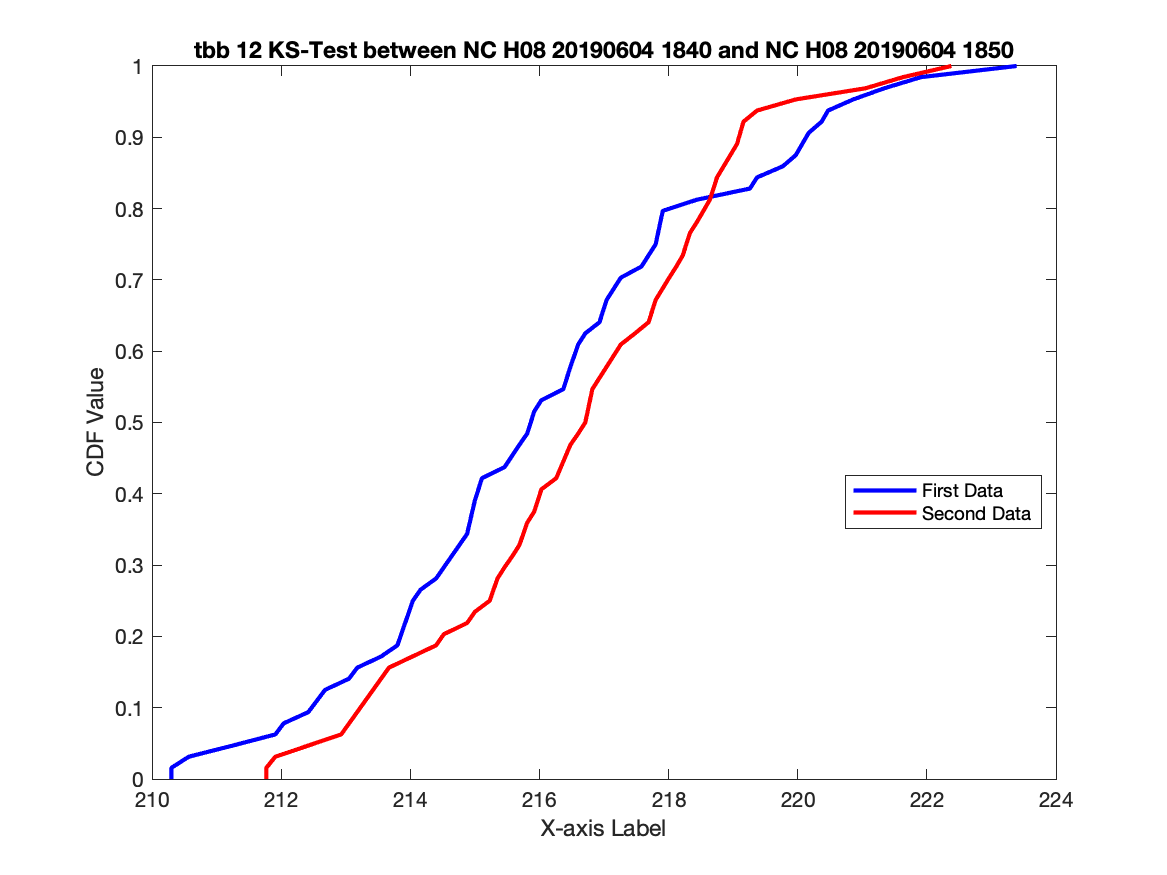 tbb 12 KS-Test between NC H08 20190604 1840 and NC H08 20190604 1850
1
0.9
0.8
0.7
0.6
0.5
0.4
0.3
0.2
0.1
0
CDF Value
First Data
Second Data
210 212 214 216 218 220 222 224
X-axis Label